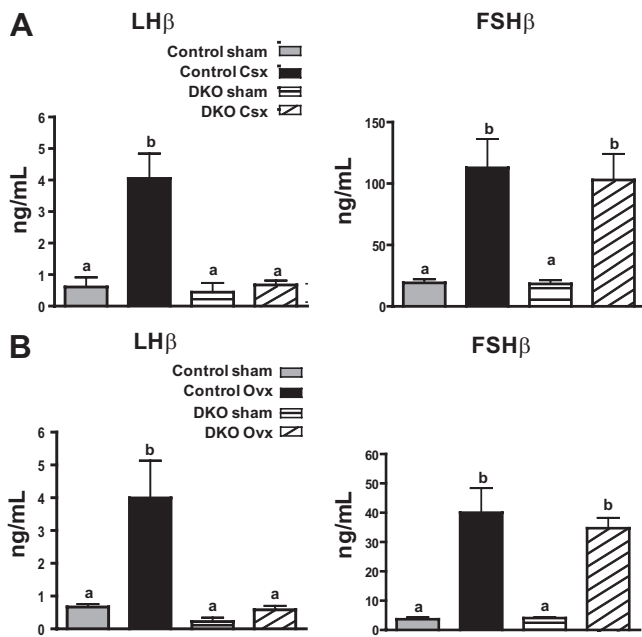 A
LHβ
FSHβ
Control sham
Control Csx
DKO sham
DKO Csx
ng/mL
6
5
4
3
2
1
0
a
b
a
a
ng/mL
150
100
50
0
a
b
a
b
B
LHβ
FSHβ
Control sham
Control Ovx
DKO sham
DKO Ovx
ng/mL
6
5
4
3
2
1
0
a
b
a
a
ng/mL
60
50
40
30
20
10
0
a
b
a
b